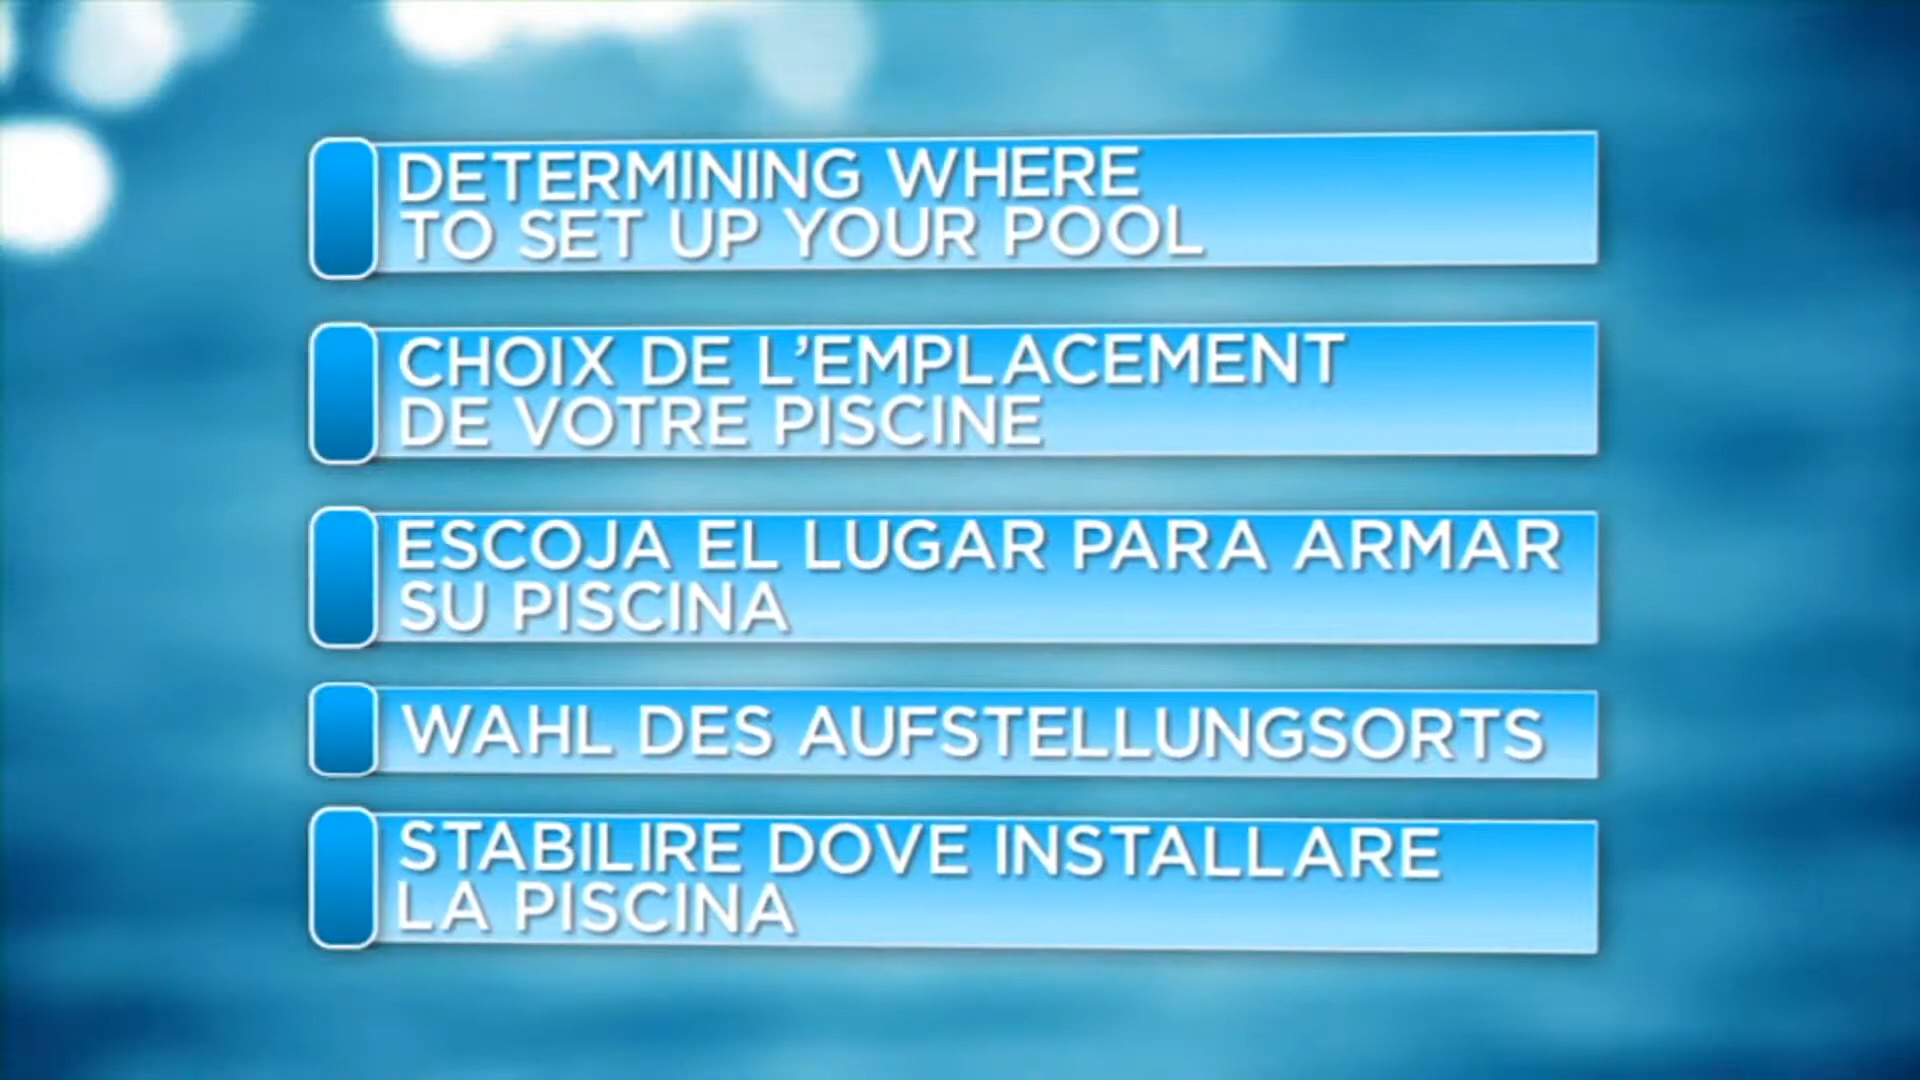 DETERMINING WHERE
TO SET UP YOUR POOL
CHOIX DE L'EMPLACEMENT
DE VOTRE PISCINE
ESCOJA EL LUGAR PARA ARMAR
SU PISCINA
WAHL DES AUFSTELLUNGSORTS
STABILIRE DOVE INSTALLARE
LA PISCINA